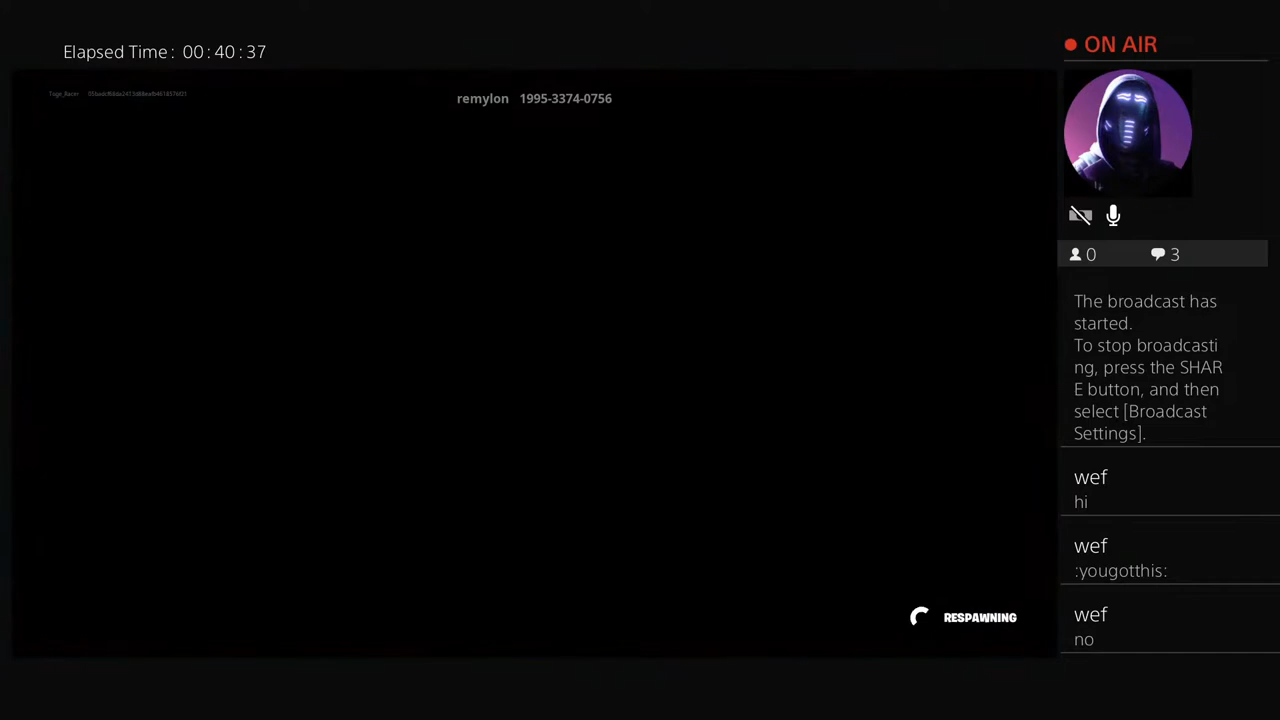 Elapsed Time: 00:40:37
ON AIR
remylon 1995-3374-0756
0 3
The broadcast has
started.
To stop broadcasti
ng, press the SHAR
E button, and then
select [Broadcast
Settings].
wef
hi
wef
:yougotthis:
wef
no
RESPAWNING